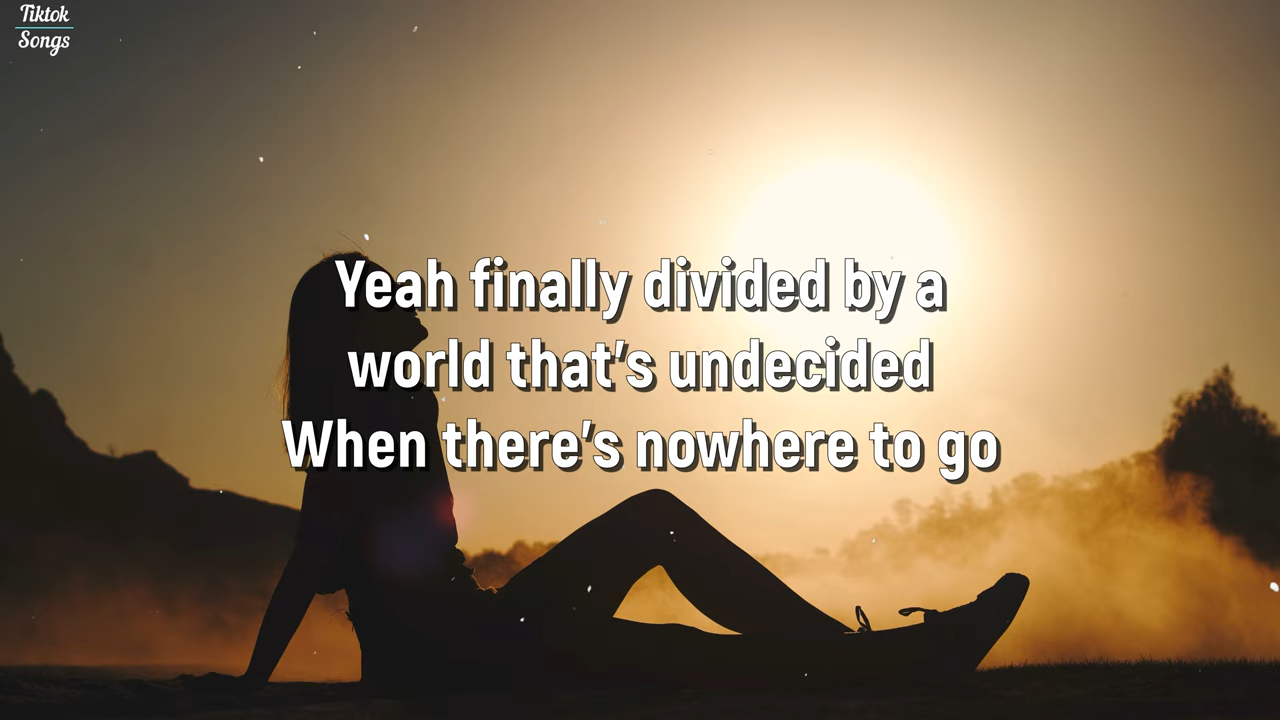 Tiktok
Songs
Yeah finally divided by a
world that's undecided
When there's nowhere to go